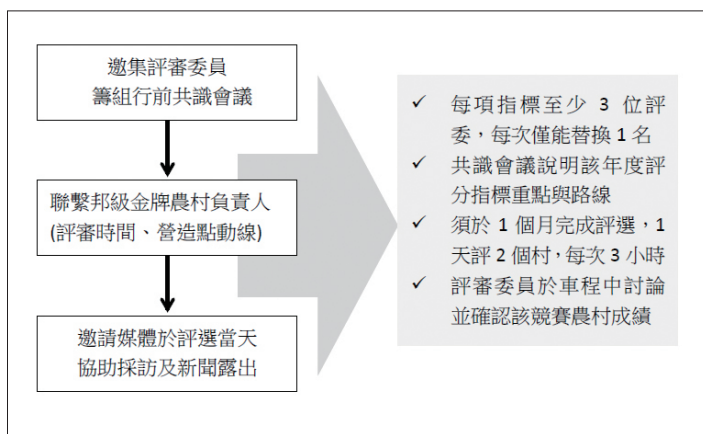 邀集評審委員
籌組行前共識會議
聯繫邦級金牌農村負責人
(評審時間、營造點動線)
邀請媒體於評選當天
協助採訪及新聞露出
✓ 每項指標至少 3 位評
委，每次僅能替換 1 名
✓ 共識會議說明該年度評
分指標重點與路線
✓ 須於 1 個月完成評選，1
天評 2 個村，每次 3 小時
✓ 評審委員於車程中討論
並確認該競賽農村成績